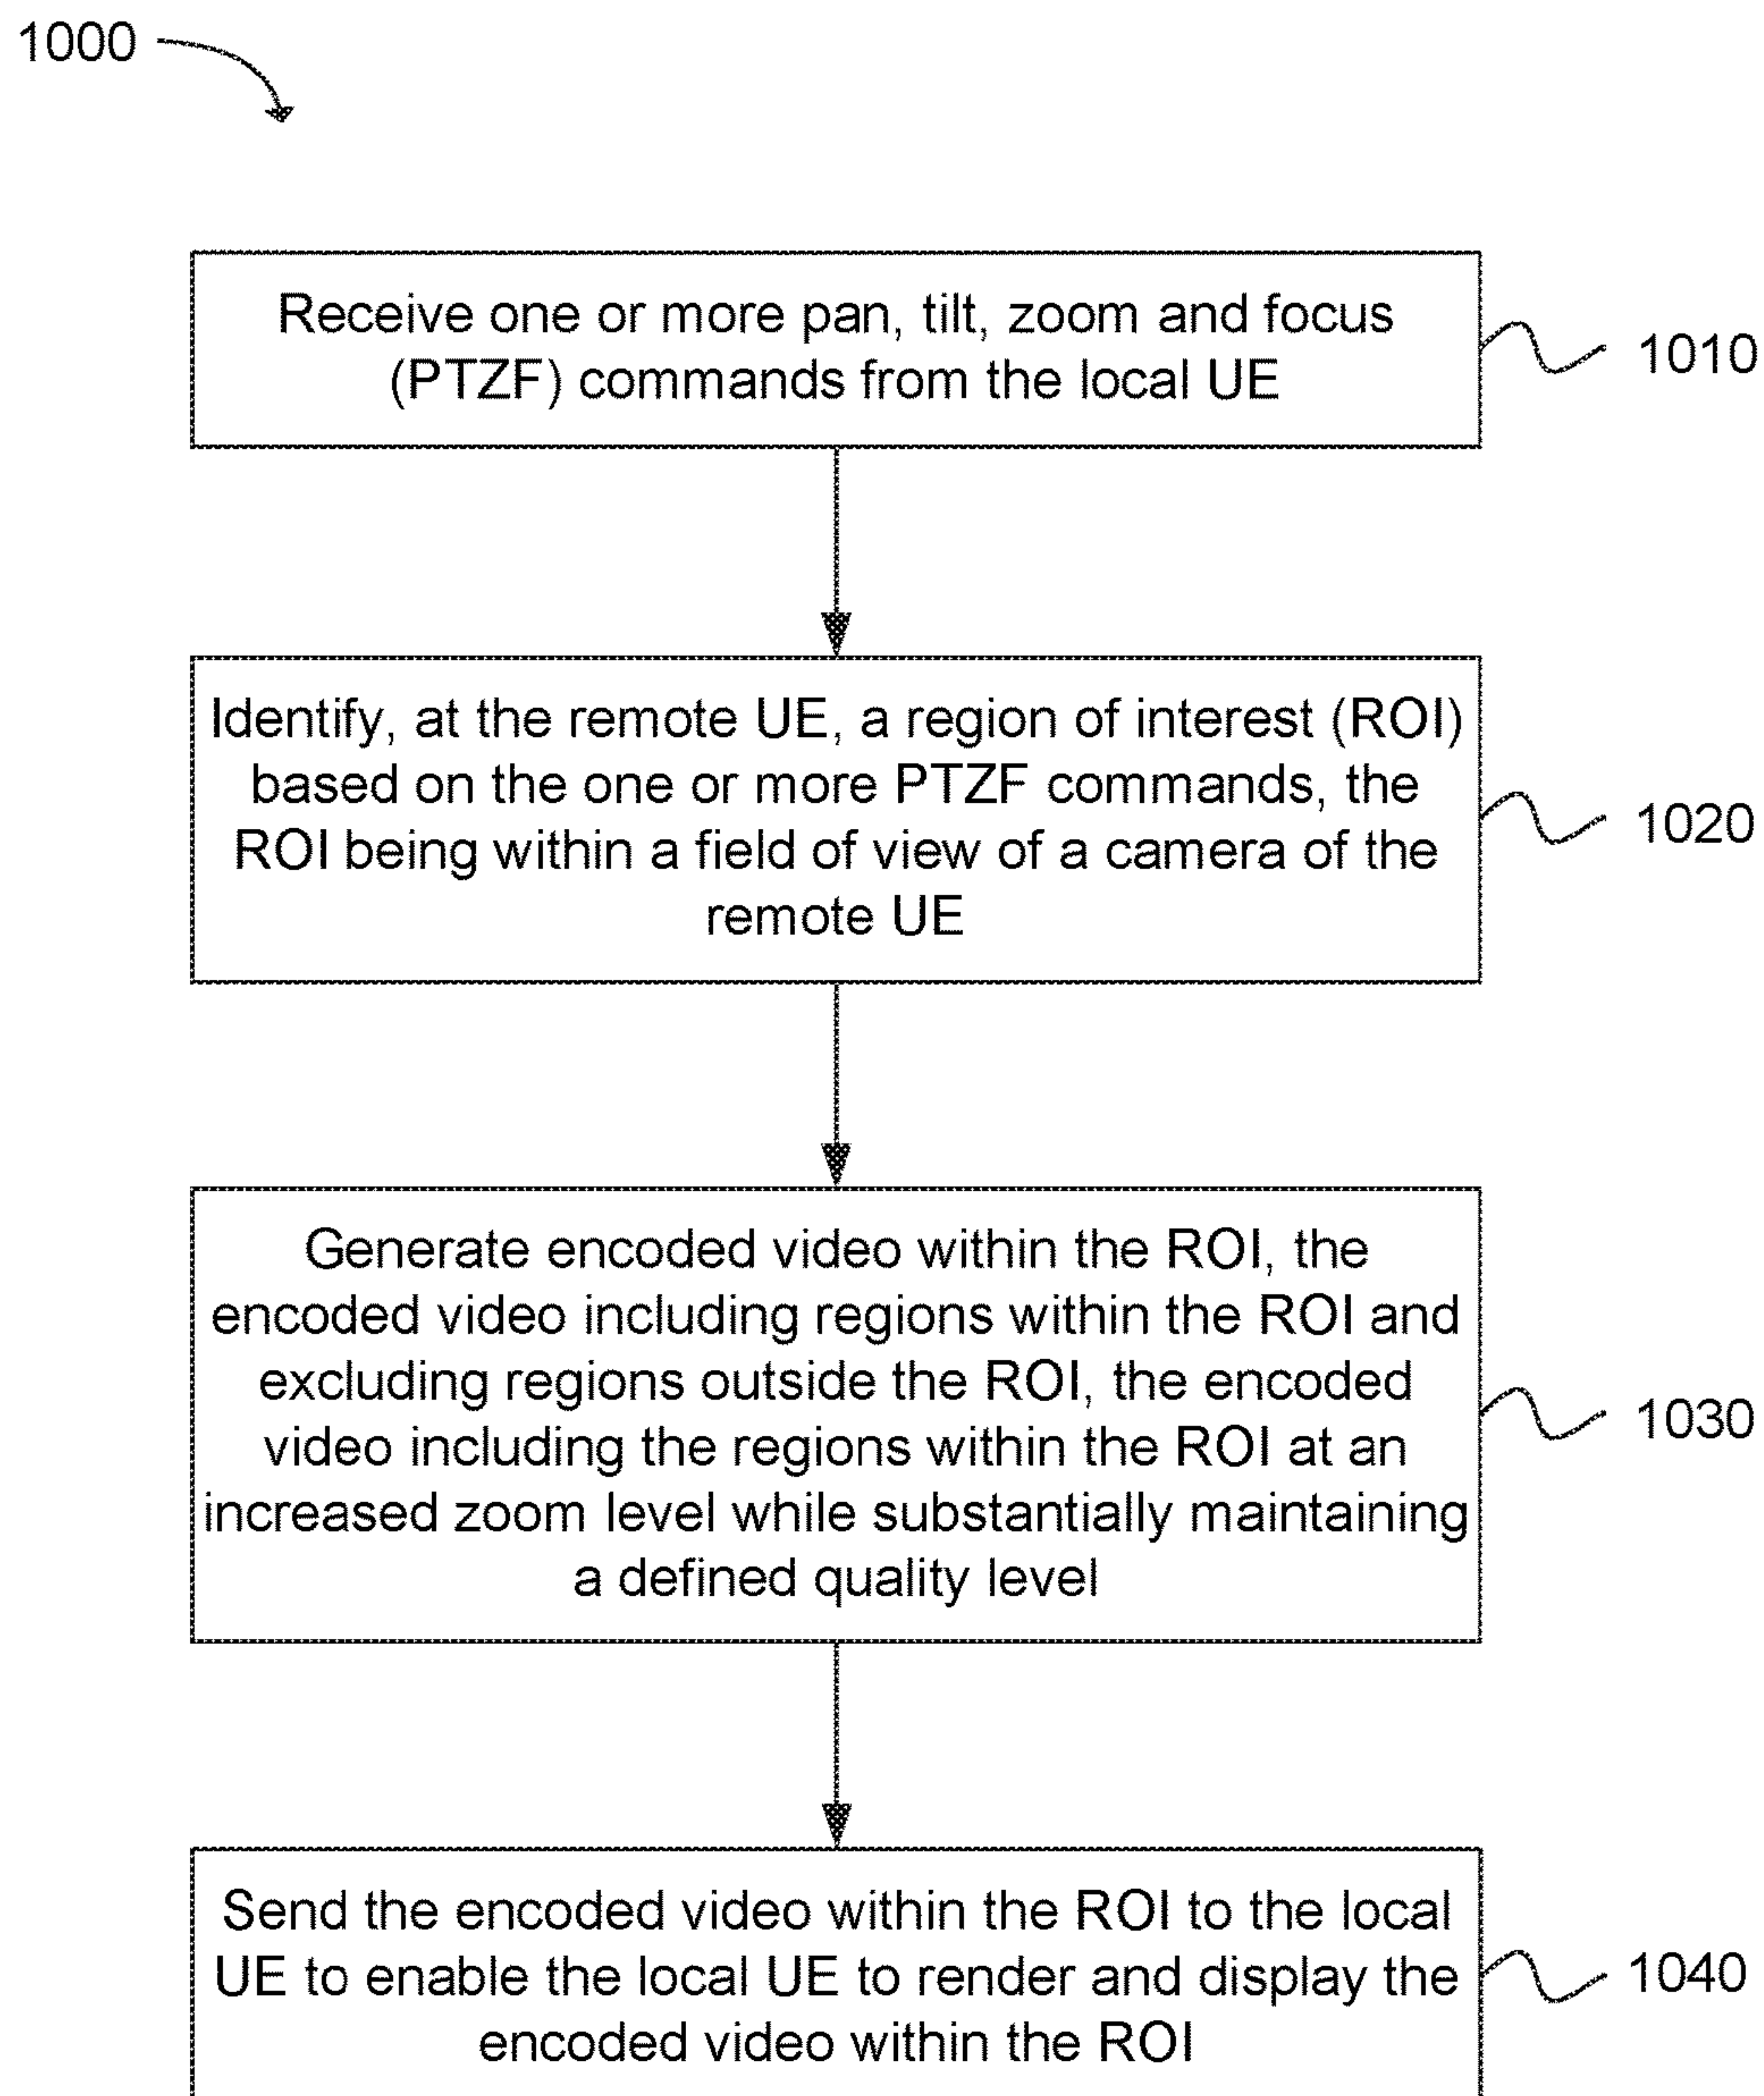 1000
Receive one or more pan, tilt, zoom and focus
(PTZF) commands from the local UE
1010
Identify, at the remote UE, a region of interest (ROI)
based on the one or more PTZF commands, the
ROI being within a field of view of a camera of the
remote UE
1020
Generate encoded video within the ROI, the
encoded video including regions within the ROI and
excluding regions outside the ROI, the encoded
video including the regions within the ROI at an
increased zoom level while substantially maintaining
a defined quality level
1030
Send the encoded video within the ROI to the local
UE to enable the local UE to render and display the
encoded video within the ROI
1040